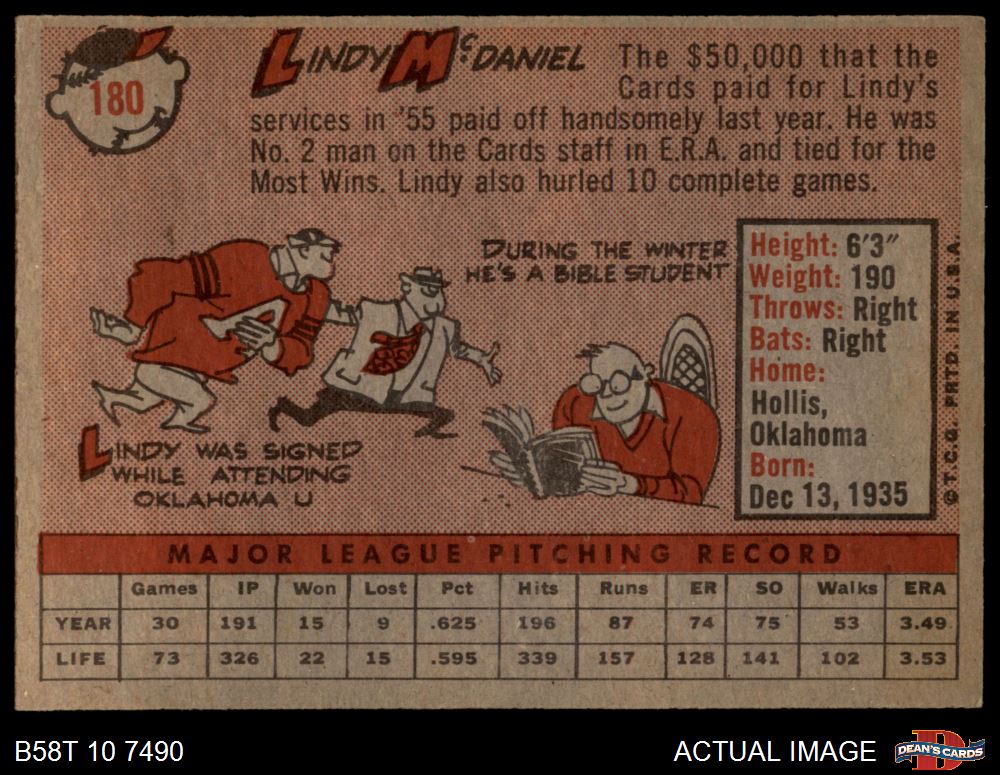 180
LINDY McDANIEL
The $50,000 that the
Cards paid for Lindy's
services in '55 paid off handsomely last year. He was
No. 2 man on the Cards staff in E.R.A. and tied for the
Most Wins. Lindy also hurled 10 complete games.
DURING THE WINTER
HE'S A BIBLE STUDENT
LINDY WAS SIGNED
WHILE ATTENDING
OKLAHOMA U
Height: 6'3"
Weight: 190
Throws: Right
Bats: Right
Home:
Hollis,
Oklahoma
Born:
Dec 13, 1935
©T.C.G. PRTD. IN U.S.A.
MAJOR LEAGUE PITCHING RECORD
Games IP Won Lost Pct Hits Runs ER SO Walks ERA
YEAR 30 191 15 9 .625 196 87 74 75 53 3.49
LIFE 73 326 22 15 .595 339 157 128 141 102 3.53
B58T 10 7490
ACTUAL IMAGE
D
DEAN'S CARDS